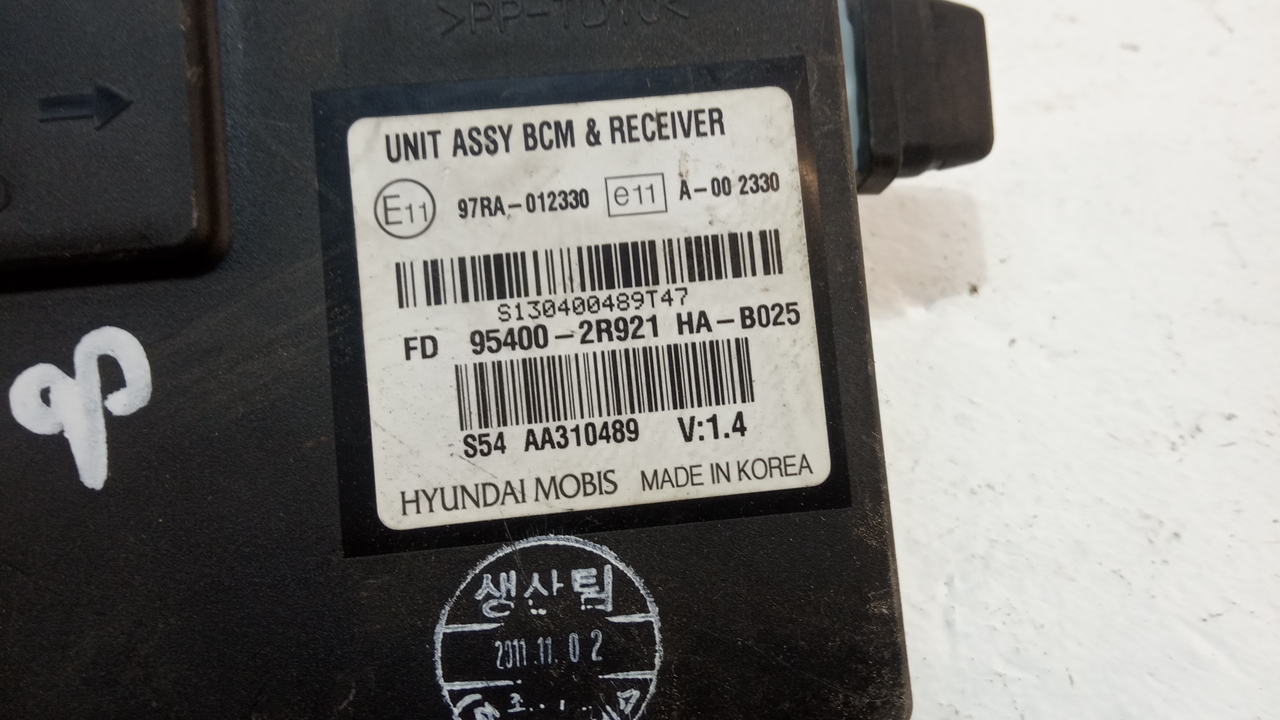 UNIT ASSY BCM & RECEIVER
E11 97RA-012330 e11 A-00 2330
S130400489T47
FD 95400-2R921 HA-B025
S54 AA310489 V:1.4
HYUNDAI MOBIS MADE IN KOREA
생산팀
2011.11.02